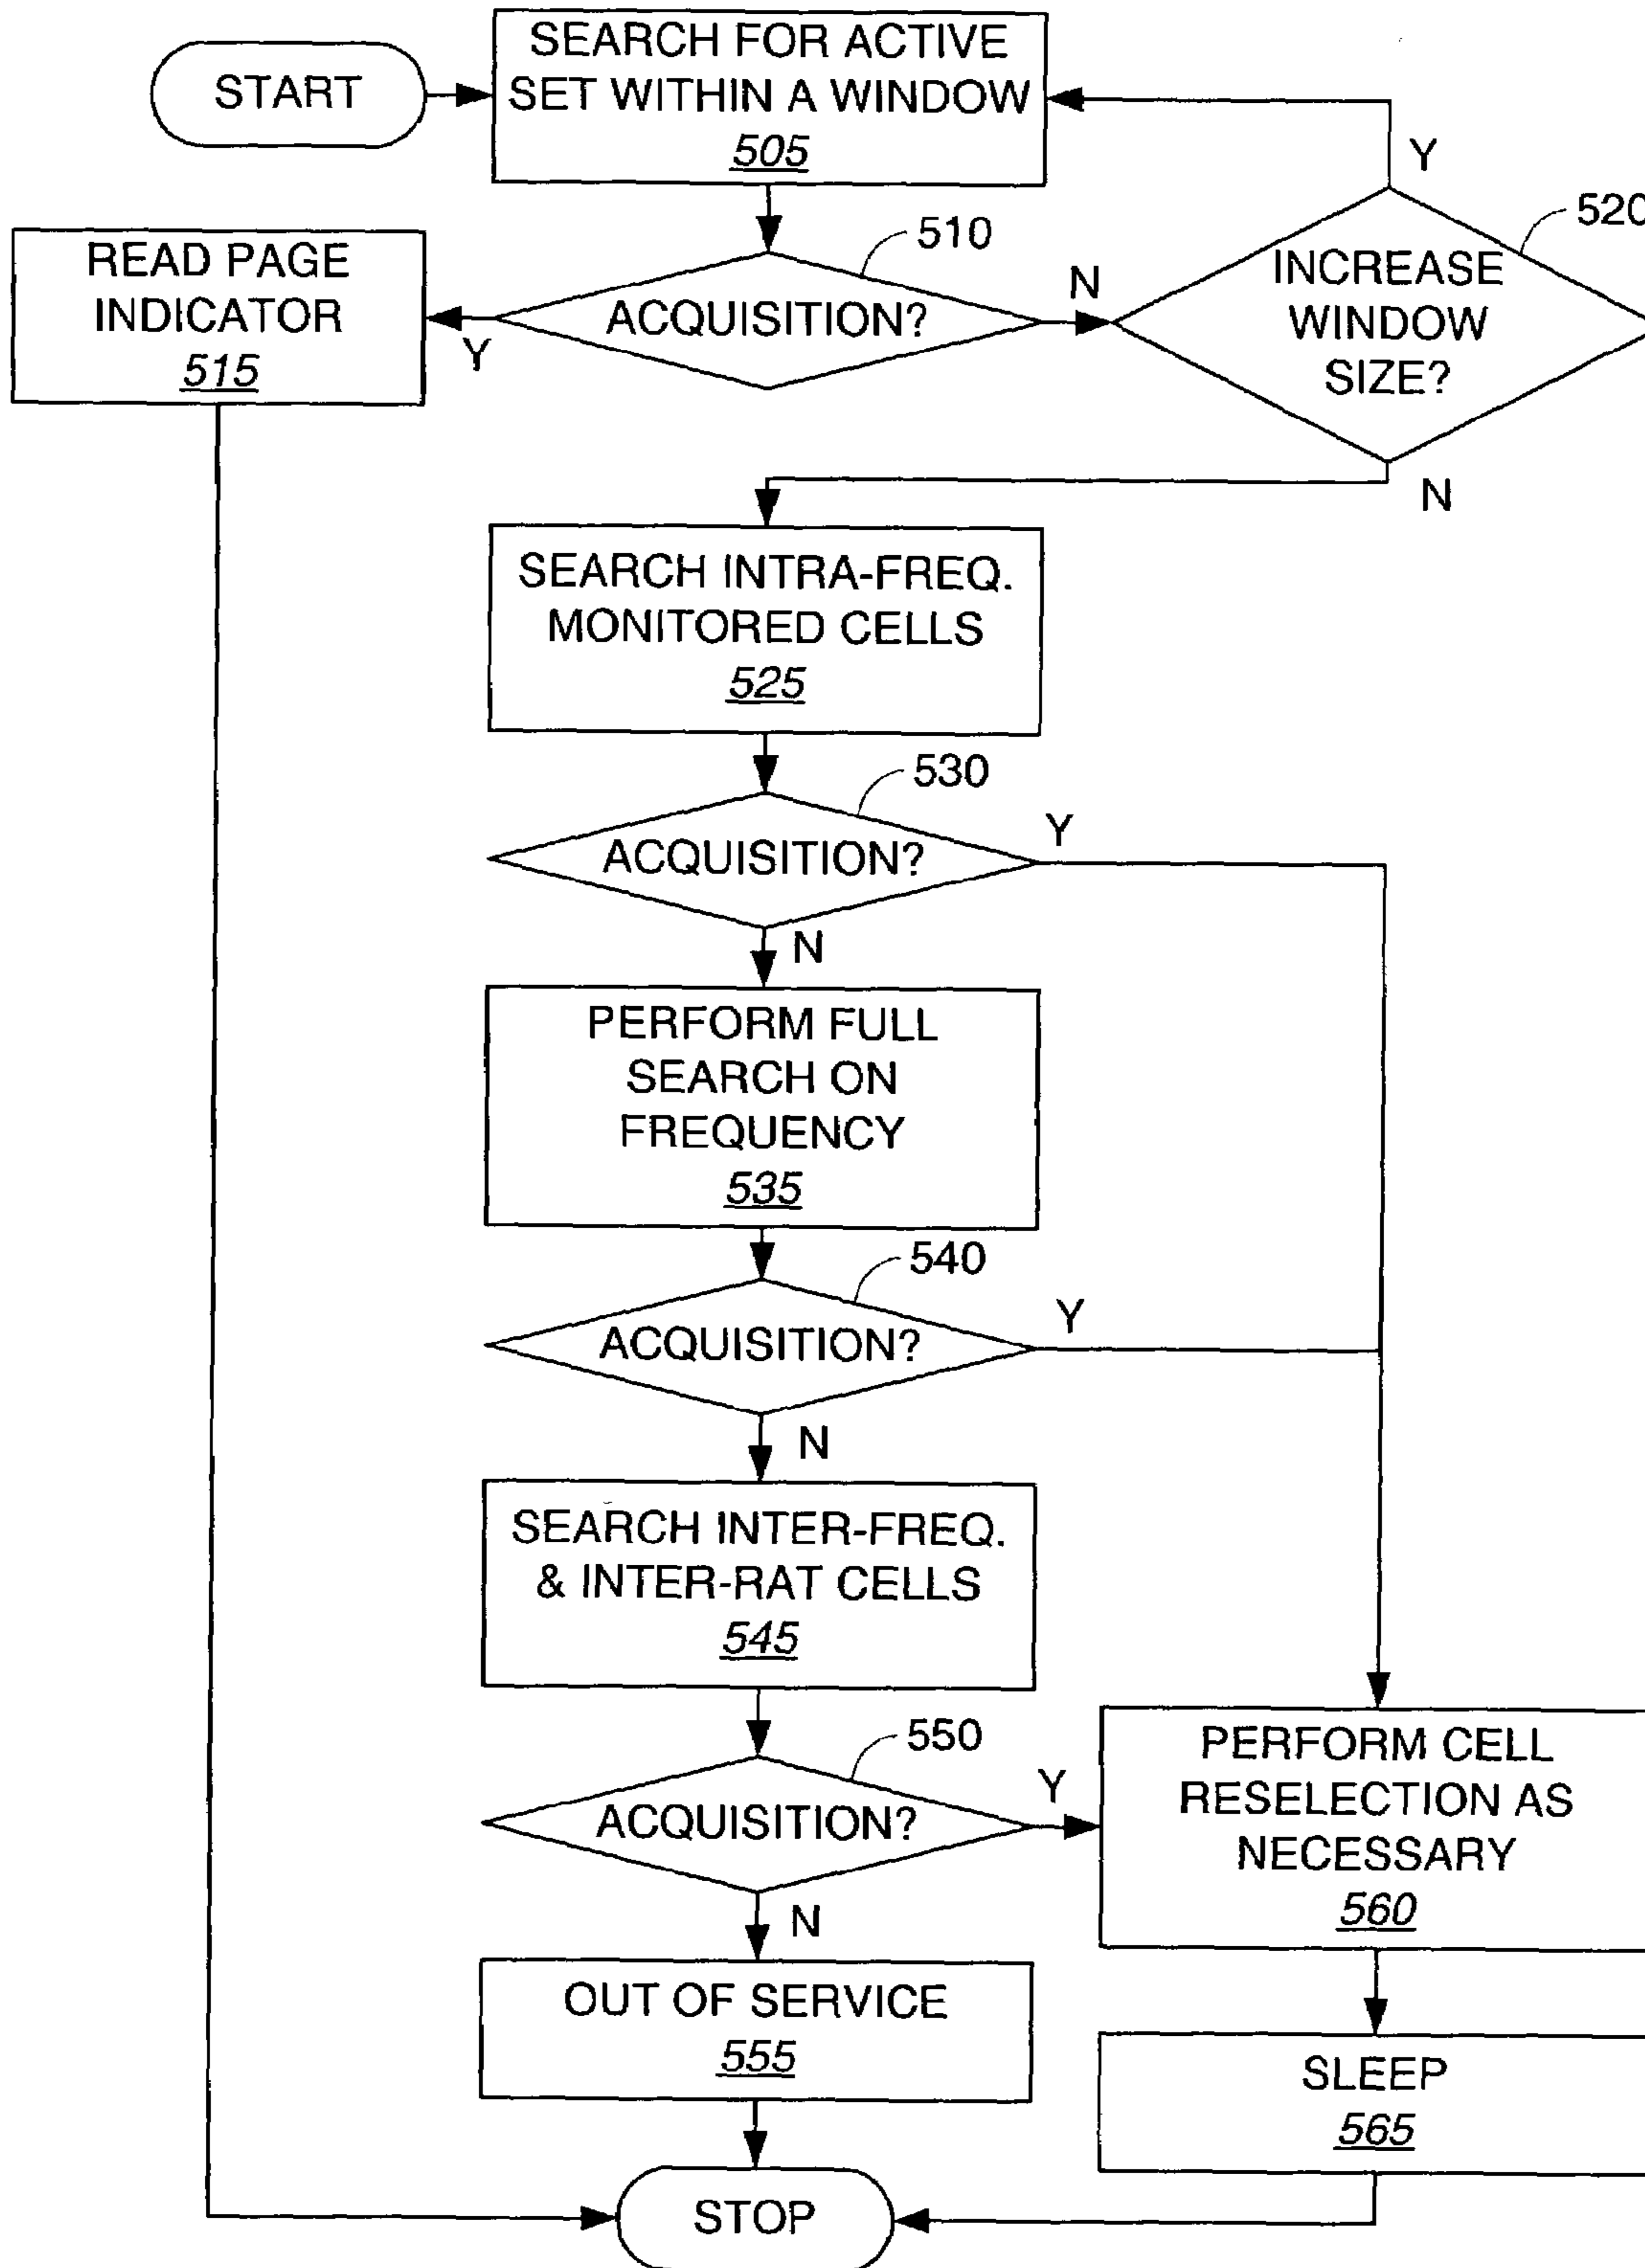 START
SEARCH FOR ACTIVE
SET WITHIN A WINDOW
505
Y
520
READ PAGE
INDICATOR
515
510
ACQUISITION?
Y
N
INCREASE
WINDOW
SIZE?
N
SEARCH INTRA-FREQ.
MONITORED CELLS
525
530
ACQUISITION?
Y
N
PERFORM FULL
SEARCH ON
FREQUENCY
535
540
ACQUISITION?
Y
N
SEARCH INTER-FREQ.
& INTER-RAT CELLS
545
550
ACQUISITION?
Y
N
PERFORM CELL
RESELECTION AS
NECESSARY
560
OUT OF SERVICE
555
SLEEP
565
STOP